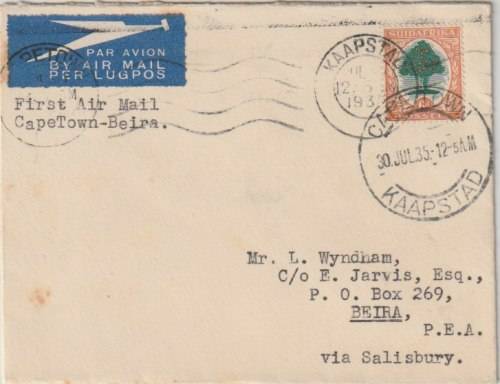 PAR AVION
BY AIR MAIL
PER LUGPOS
First Air Mail
CapeTown-Beira.
KAAPSTAD
193
SUIDAFRIKA
30.JUL.35.-12-5AM
KAAPSTAD
Mr. L. Wyndham,
C/o E. Jarvis, Esq.,
P. O. Box 269,
BEIRA,
P.E.A.
via Salisbury.